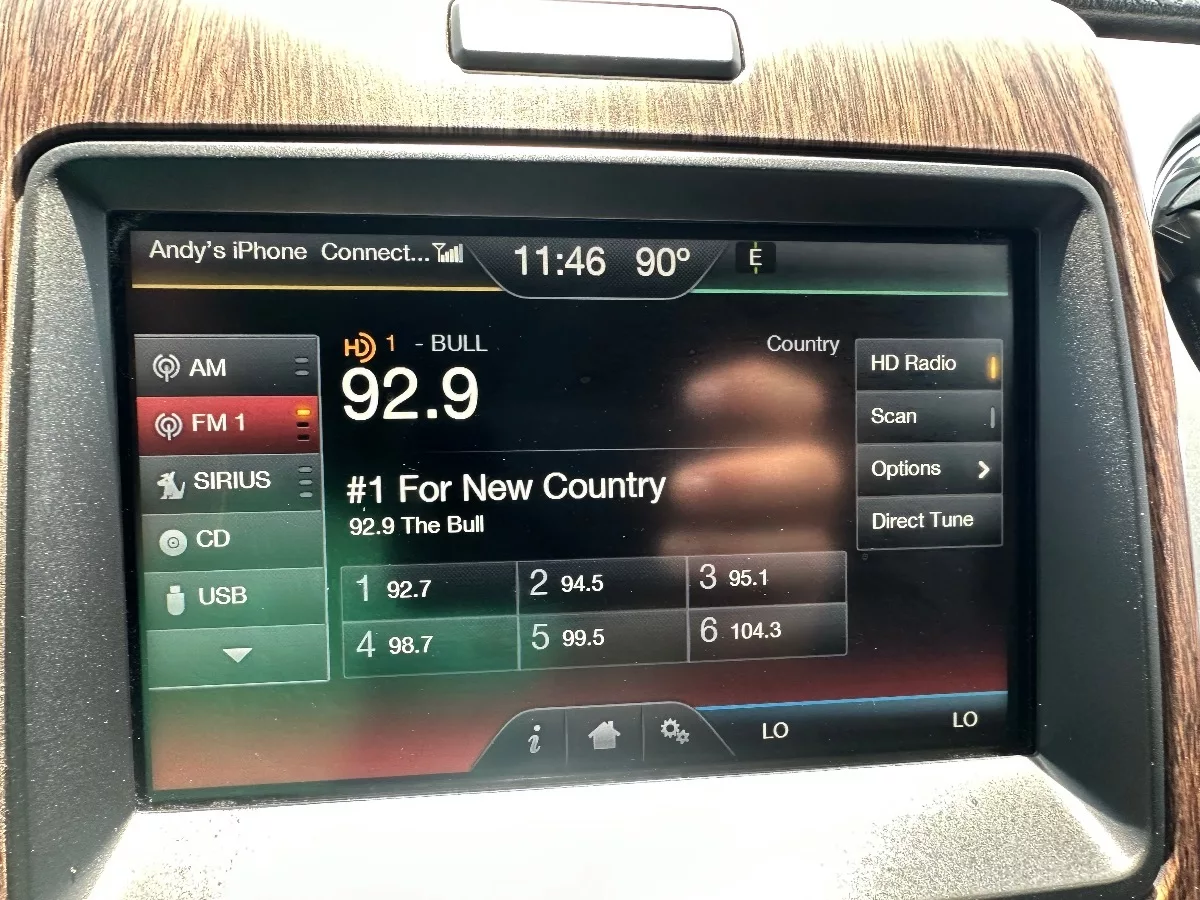 Andy's iPhone Connect...
11:46 90°
E
AM
FM 1
SIRIUS
CD
USB
HD 1 - BULL
92.9
Country
#1 For New Country
92.9 The Bull
1 92.7 2 94.5 3 95.1
4 98.7 5 99.5 6 104.3
HD Radio
Scan
Options
Direct Tune
i
LO LO